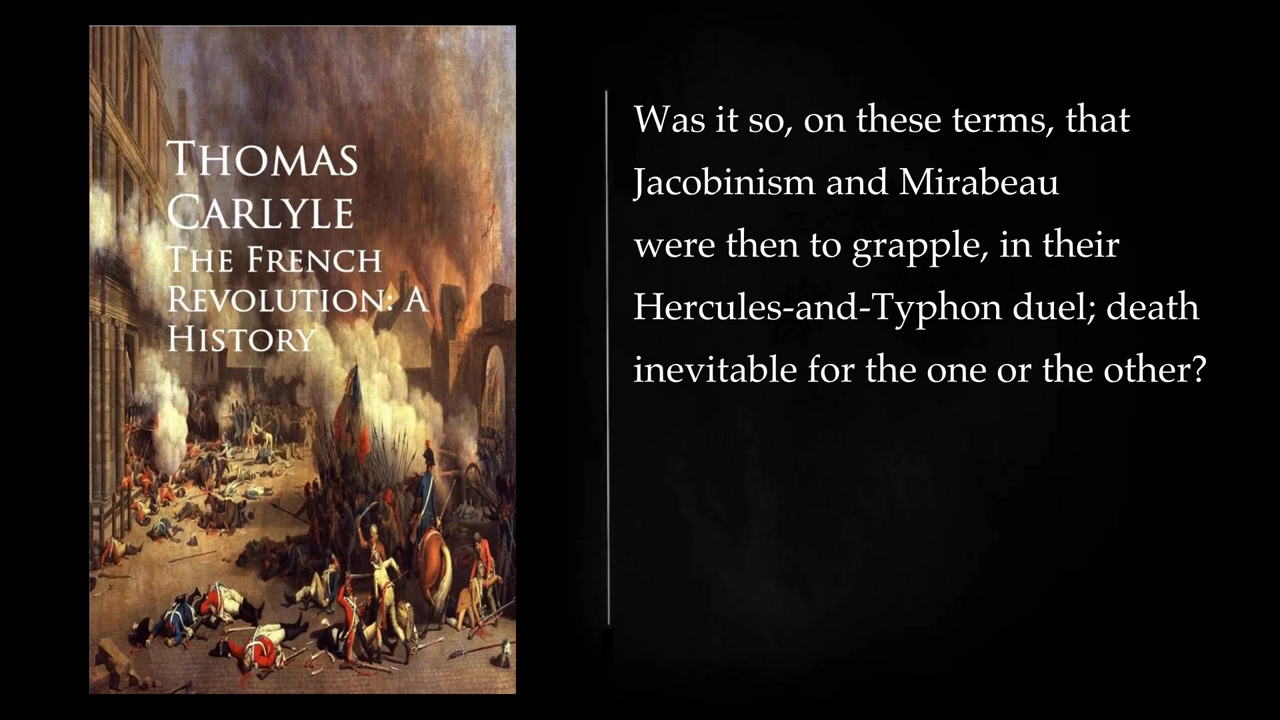 THOMAS
CARLYLE
THE FRENCH
REVOLUTION: A
HISTORY
Was it so, on these terms, that
Jacobinism and Mirabeau
were then to grapple, in their
Hercules-and-Typhon duel; death
inevitable for the one or the other?